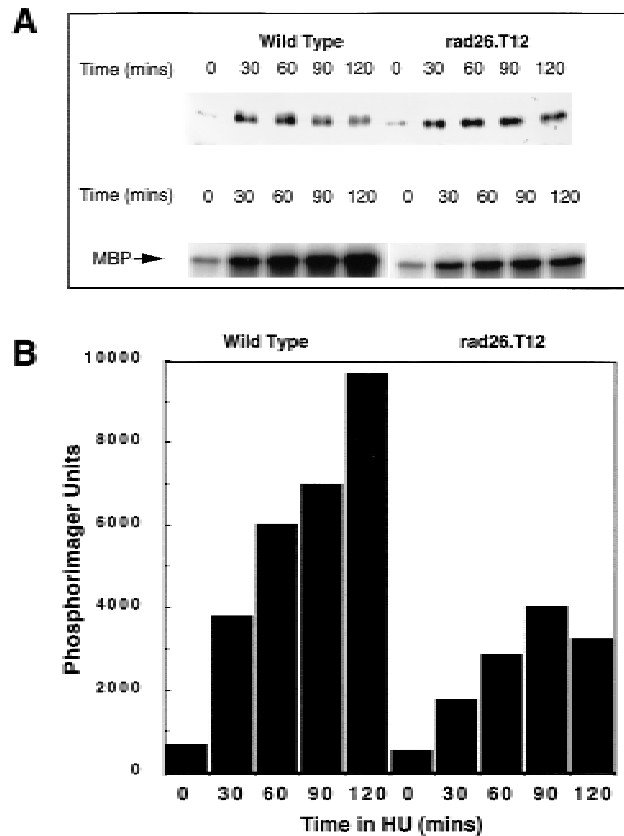 A
Wild Type rad26.T12
Time (mins) 0 30 60 90 120 0 30 60 90 120
Time (mins) 0 30 60 90 120 0 30 60 90 120
MBP
B
Wild Type rad26.T12
10000
8000
6000
4000
2000
0
Phosphorimager Units
0 30 60 90 120 0 30 60 90 120
Time in HU (mins)